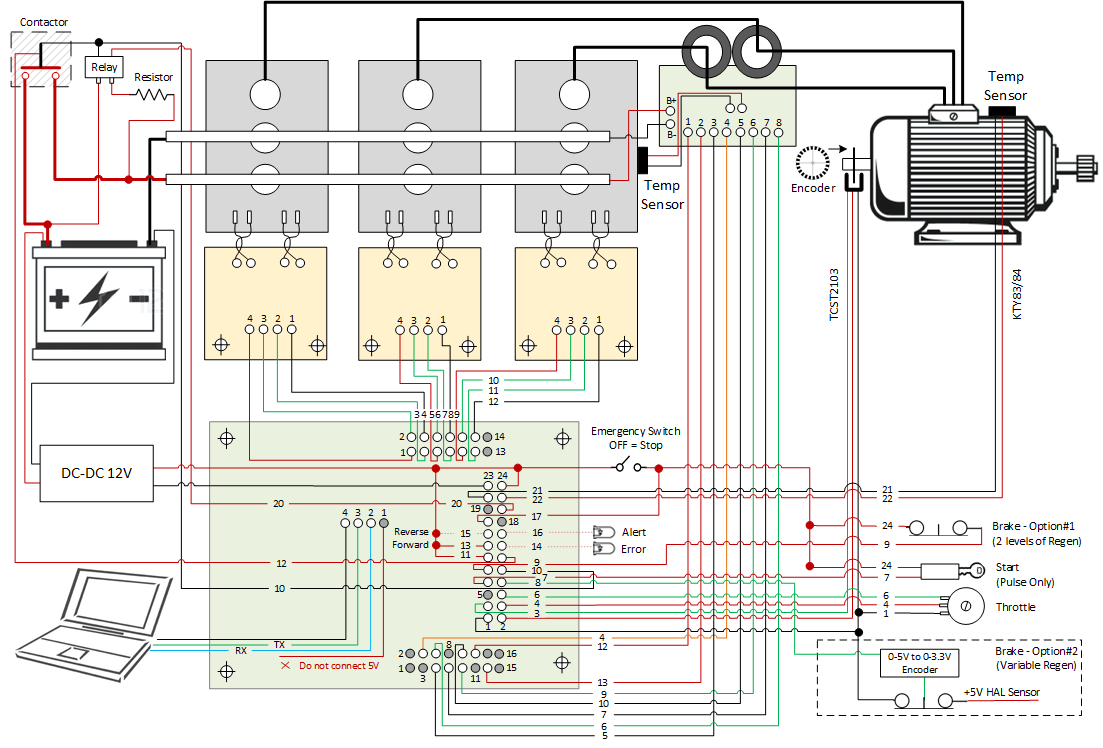 Contactor
Relay
Resistor
B+
B-
1 2 3 4 5 6 7 8
Temp
Sensor
Temp
Sensor
Encoder
TCST2103
KTY83/84
4 3 2 1
4 3 2 1
4 3 2 1
10
11
12
3 4 5 6 7 8 9
2
14
1
13
Emergency Switch
OFF = Stop
DC-DC 12V
23 24
21
22
21
22
20
20
19
17
18
4 3 2 1
Reverse
15
16
Alert
Forward
13
14
Error
11
12
9
10
7
8
10
5
6
4
3
1 2
24
9
Brake - Option#1
(2 levels of Regen)
24
7
Start
(Pulse Only)
6
4
1
Throttle
TX
RX
Do not connect 5V
4
12
2
8
16
1
3
11
15
13
9
10
7
6
5
Brake - Option#2
(Variable Regen)
0-5V to 0-3.3V
Encoder
+5V HAL Sensor